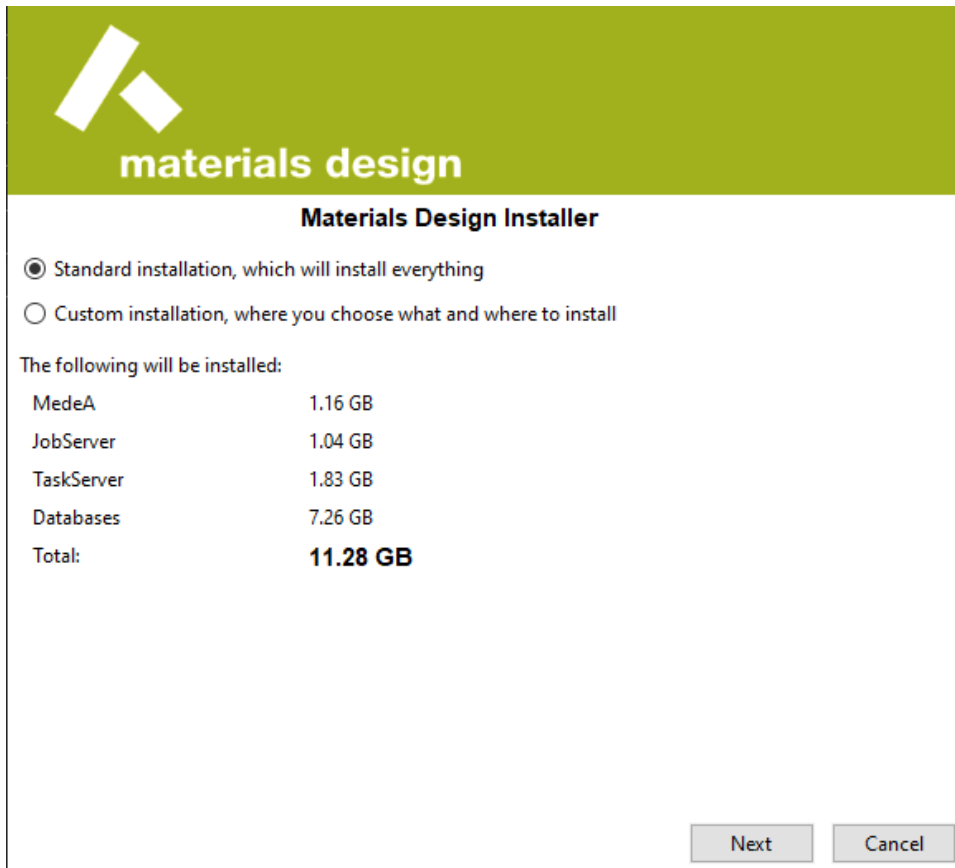 materials design
Materials Design Installer
Standard installation, which will install everything
Custom installation, where you choose what and where to install
The following will be installed:
MedeA 1.16 GB
JobServer 1.04 GB
TaskServer 1.83 GB
Databases 7.26 GB
Total: 11.28 GB
Next Cancel